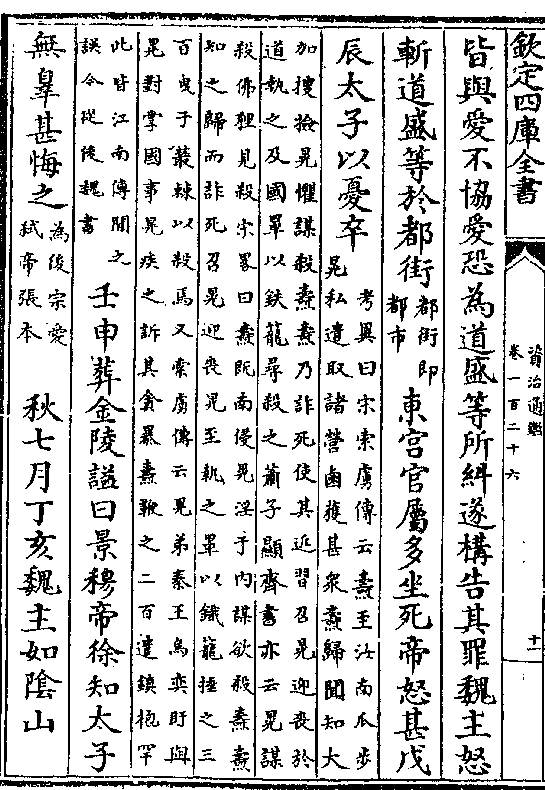 欽定四庫全書
資治通鑑
卷一百二十六
十一
皆與愛不協愛恐為道盛等所糾遂構告其罪魏主怒
斬道盛等於都街
都街即
都市
東宮官屬多坐死帝怒甚戊
辰太子以憂卒
考異曰宋索虜傳云燾至汝南瓜步
晃私遣取諸營鹵獲甚衆燾歸聞知大
加搜檢晃懼謀殺燾燾乃詐死使其近習召晃迎喪於
道執之及國罩以鉄籠尋殺之蕭子顯齊書亦云晃謀
殺佛貍見殺宋畧曰燾既南侵晃淫于內謀欲殺燾燾
知之歸而詐死召晃迎喪晃至執之罩以鐵籠捶之三
百曳于叢棘以殺焉又索虜傳云晃弟秦王烏奕盱與
晃對掌國事晃疾之訴其貪暴燾鞭之二百遣鎮枹罕
此皆江南傳聞之
誤今從後魏書
壬申葬金陵諡曰景穆帝徐知太子
無辜甚悔之
為後宗愛
弒帝張本
秋七月丁亥魏主如陰山